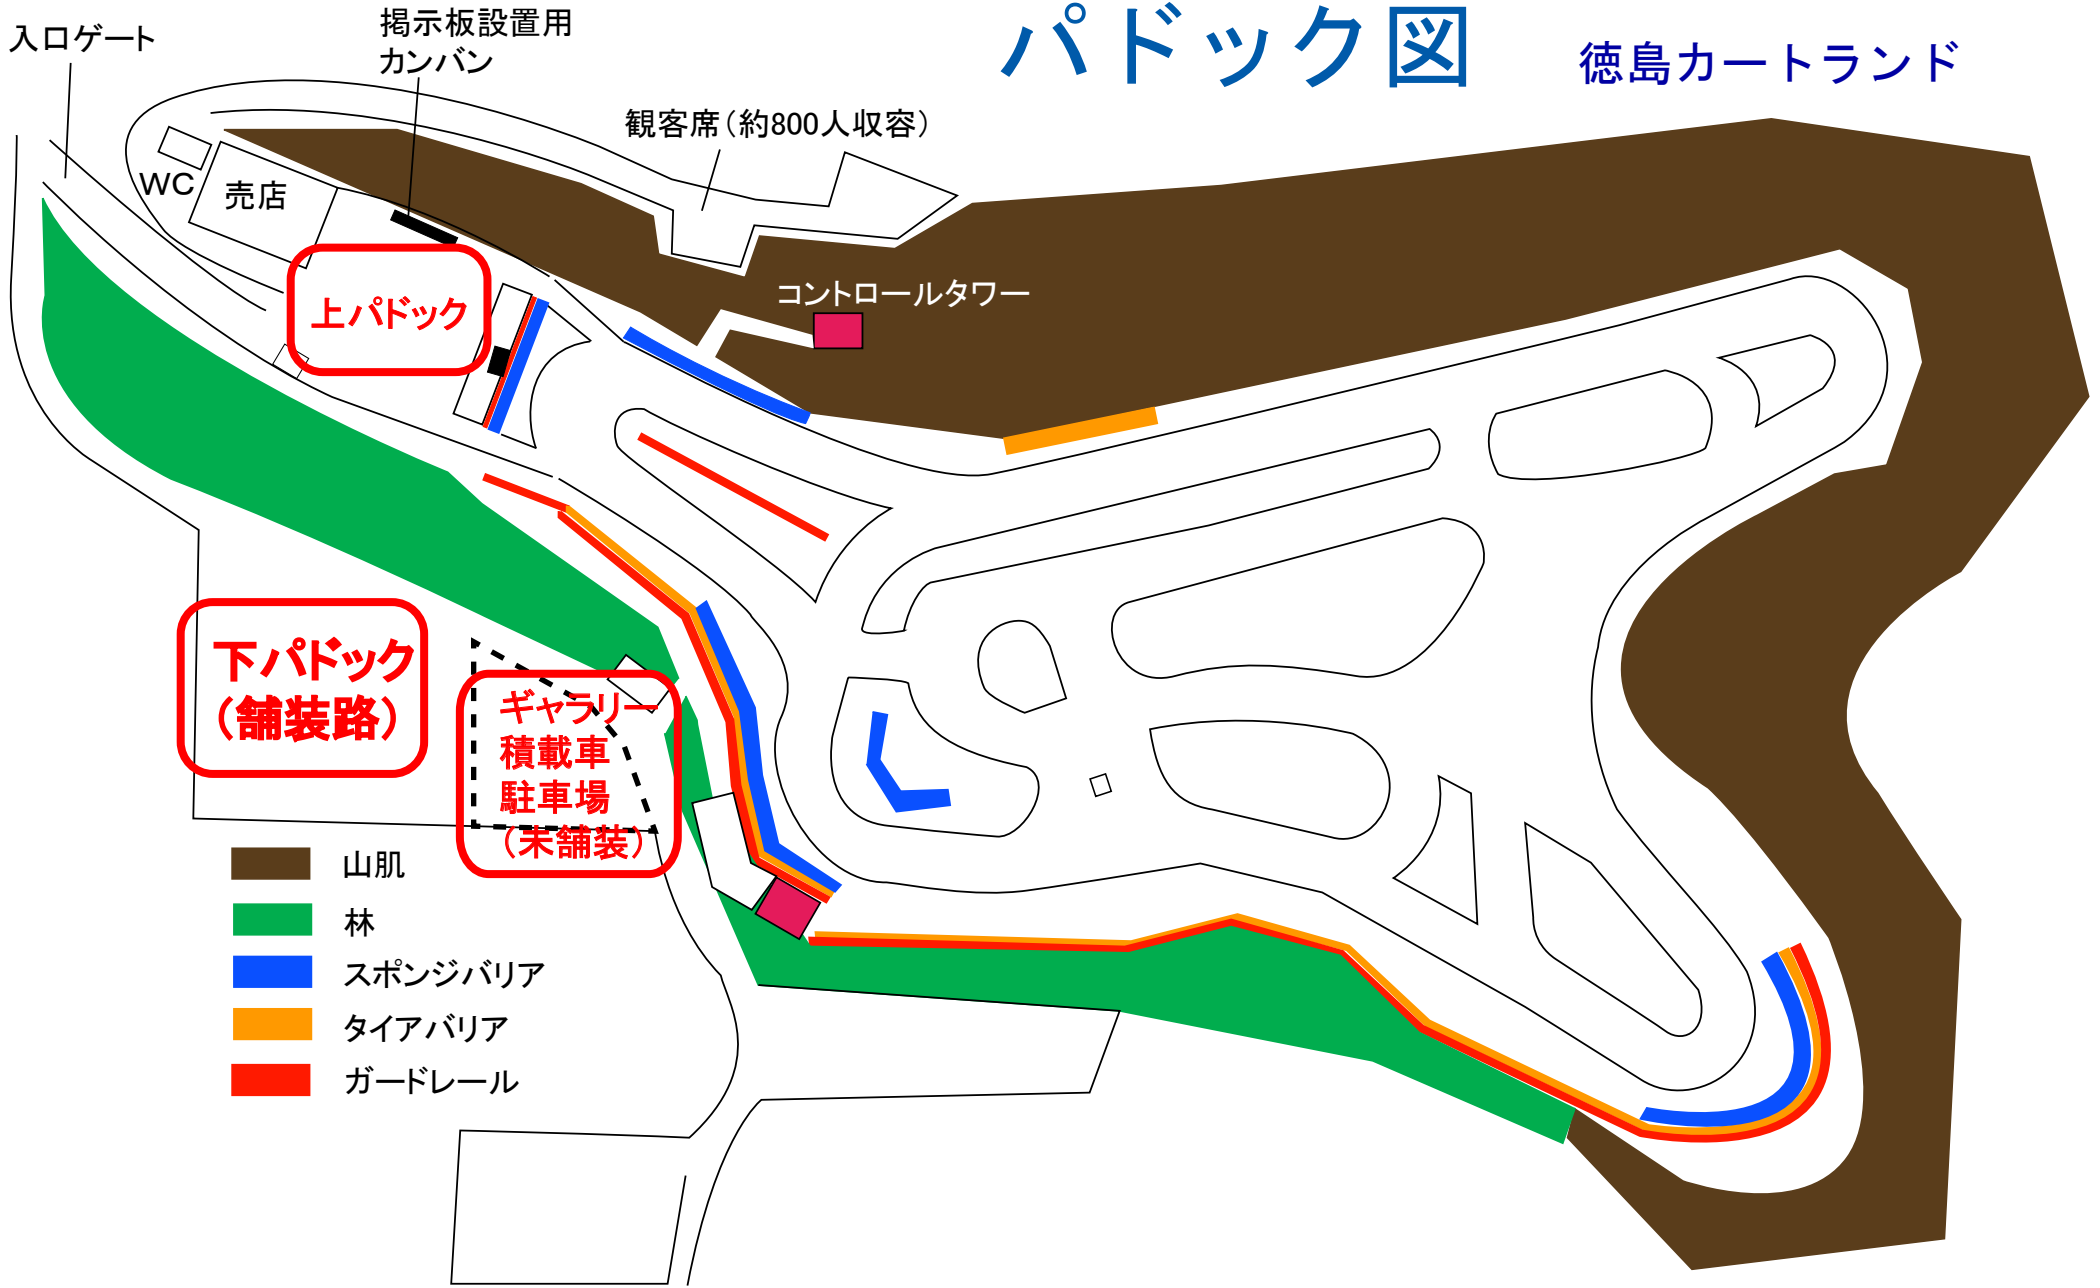 パドック図
徳島カートランド
入口ゲート
掲示板設置用
カンバン
観客席（約800人収容）
WC
売店
上パドック
コントロールタワー
下パドック
（舗装路）
ギャラリー
積載車
駐車場
（未舗装）
山肌
林
スポンジバリア
タイアバリア
ガードレール